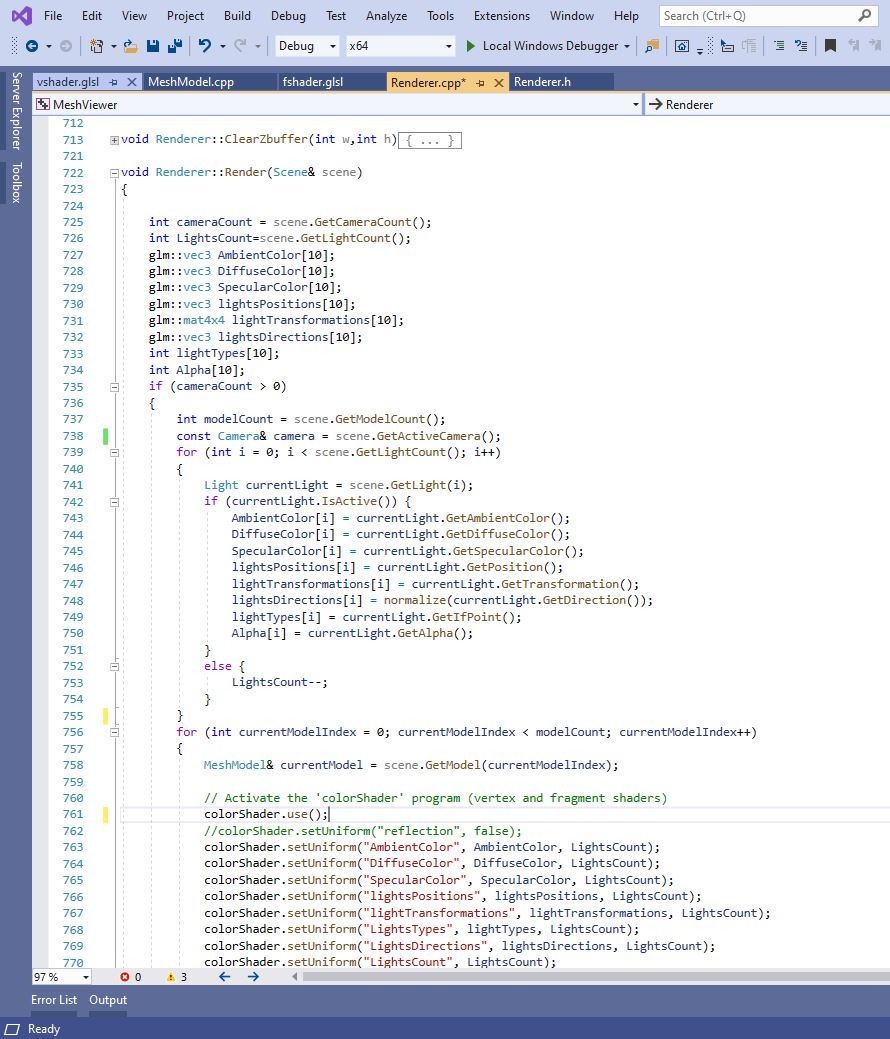 File Edit View Project Build Debug Test Analyze Tools Extensions Window Help Search (Ctrl+Q)
Debug x64 Local Windows Debugger
Server Explorer
Toolbox
vshader.glsl MeshModel.cpp fshader.glsl Renderer.cpp* Renderer.h
MeshViewer Renderer
712
713 void Renderer::ClearZbuffer(int w,int h) { ... }
721
722 void Renderer::Render(Scene& scene)
723 {
724
725 int cameraCount = scene.GetCameraCount();
726 int LightsCount=scene.GetLightCount();
727 glm::vec3 AmbientColor[10];
728 glm::vec3 DiffuseColor[10];
729 glm::vec3 SpecularColor[10];
730 glm::vec3 lightsPositions[10];
731 glm::mat4x4 lightTransformations[10];
732 glm::vec3 lightsDirections[10];
733 int lightTypes[10];
734 int Alpha[10];
735 if (cameraCount > 0)
736 {
737 int modelCount = scene.GetModelCount();
738 const Camera& camera = scene.GetActiveCamera();
739 for (int i = 0; i < scene.GetLightCount(); i++)
740 {
741 Light currentLight = scene.GetLight(i);
742 if (currentLight.IsActive()) {
743 AmbientColor[i] = currentLight.GetAmbientColor();
744 DiffuseColor[i] = currentLight.GetDiffuseColor();
745 SpecularColor[i] = currentLight.GetSpecularColor();
746 lightsPositions[i] = currentLight.GetPosition();
747 lightTransformations[i] = currentLight.GetTransformation();
748 lightsDirections[i] = normalize(currentLight.GetDirection());
749 lightTypes[i] = currentLight.GetIfPoint();
750 Alpha[i] = currentLight.GetAlpha();
751 }
752 else {
753 LightsCount--;
754 }
755 }
756 for (int currentModelIndex = 0; currentModelIndex < modelCount; currentModelIndex++)
757 {
758 MeshModel& currentModel = scene.GetModel(currentModelIndex);
759
760 // Activate the 'colorShader' program (vertex and fragment shaders)
761 colorShader.use();
762 //colorShader.setUniform("reflection", false);
763 colorShader.setUniform("AmbientColor", AmbientColor, LightsCount);
764 colorShader.setUniform("DiffuseColor", DiffuseColor, LightsCount);
765 colorShader.setUniform("SpecularColor", SpecularColor, LightsCount);
766 colorShader.setUniform("lightsPositions", lightsPositions, LightsCount);
767 colorShader.setUniform("lightTransformations", lightTransformations, LightsCount);
768 colorShader.setUniform("LightsTypes", lightTypes, LightsCount);
769 colorShader.setUniform("LightsDirections", lightsDirections, LightsCount);
770 colorShader.setUniform("LightsCount", LightsCount);
97 % 0 3
Error List Output
Ready